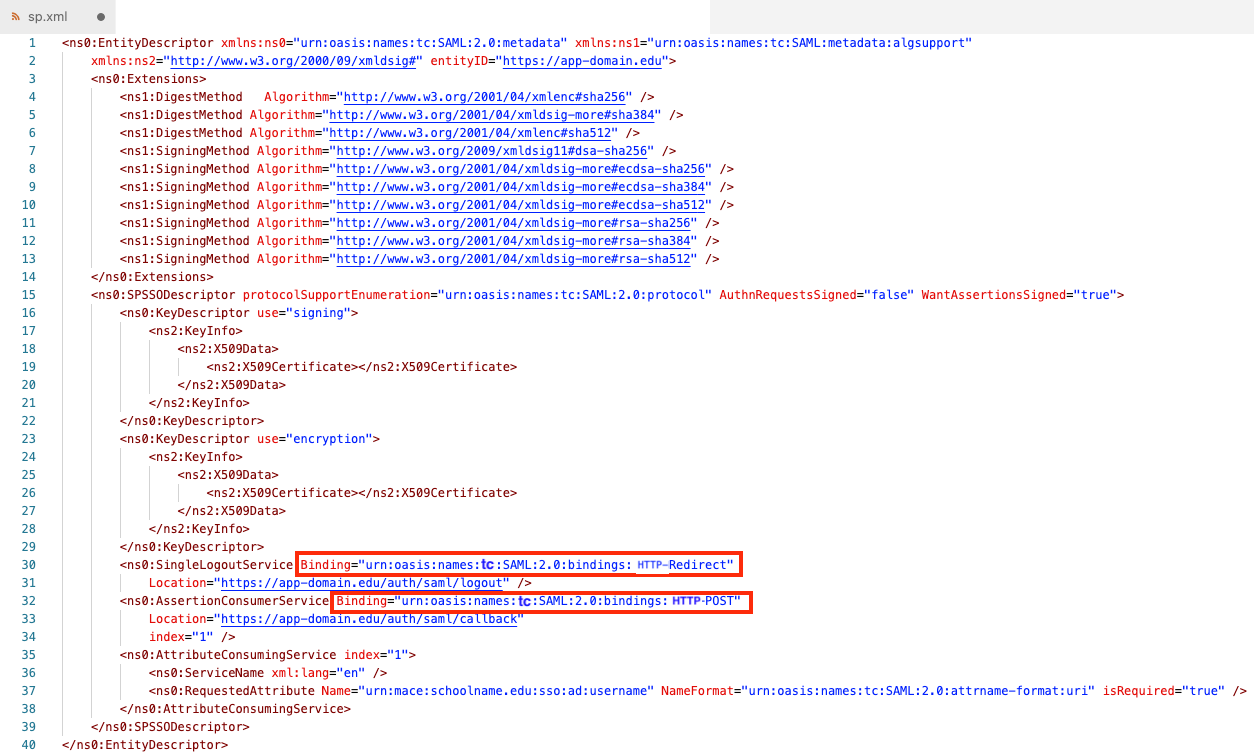 sp.xml
1 <ns0:EntityDescriptor xmlns:ns0="urn:oasis:names:tc:SAML:2.0:metadata" xmlns:ns1="urn:oasis:names:tc:SAML:metadata:algsupport"
2 xmlns:ns2="http://www.w3.org/2000/09/xmldsig#" entityID="https://app-domain.edu">
3 <ns0:Extensions>
4 <ns1:DigestMethod   Algorithm="http://www.w3.org/2001/04/xmlenc#sha256" />
5 <ns1:DigestMethod Algorithm="http://www.w3.org/2001/04/xmldsig-more#sha384" />
6 <ns1:DigestMethod Algorithm="http://www.w3.org/2001/04/xmlenc#sha512" />
7 <ns1:SigningMethod Algorithm="http://www.w3.org/2009/xmldsig11#dsa-sha256" />
8 <ns1:SigningMethod Algorithm="http://www.w3.org/2001/04/xmldsig-more#ecdsa-sha256" />
9 <ns1:SigningMethod Algorithm="http://www.w3.org/2001/04/xmldsig-more#ecdsa-sha384" />
10 <ns1:SigningMethod Algorithm="http://www.w3.org/2001/04/xmldsig-more#ecdsa-sha512" />
11 <ns1:SigningMethod Algorithm="http://www.w3.org/2001/04/xmldsig-more#rsa-sha256" />
12 <ns1:SigningMethod Algorithm="http://www.w3.org/2001/04/xmldsig-more#rsa-sha384" />
13 <ns1:SigningMethod Algorithm="http://www.w3.org/2001/04/xmldsig-more#rsa-sha512" />
14 </ns0:Extensions>
15 <ns0:SPSSODescriptor protocolSupportEnumeration="urn:oasis:names:tc:SAML:2.0:protocol" AuthnRequestsSigned="false" WantAssertionsSigned="true">
16 <ns0:KeyDescriptor use="signing">
17 <ns2:KeyInfo>
18 <ns2:X509Data>
19 <ns2:X509Certificate></ns2:X509Certificate>
20 </ns2:X509Data>
21 </ns2:KeyInfo>
22 </ns0:KeyDescriptor>
23 <ns0:KeyDescriptor use="encryption">
24 <ns2:KeyInfo>
25 <ns2:X509Data>
26 <ns2:X509Certificate></ns2:X509Certificate>
27 </ns2:X509Data>
28 </ns2:KeyInfo>
29 </ns0:KeyDescriptor>
30 <ns0:SingleLogoutService Binding="urn:oasis:names:tc:SAML:2.0:bindings: HTTP-Redirect"
31 Location="https://app-domain.edu/auth/saml/logout" />
32 <ns0:AssertionConsumerService Binding="urn:oasis:names:tc:SAML:2.0:bindings: HTTP-POST"
33 Location="https://app-domain.edu/auth/saml/callback"
34 index="1" />
35 <ns0:AttributeConsumingService index="1">
36 <ns0:ServiceName xml:lang="en" />
37 <ns0:RequestedAttribute Name="urn:mace:schoolname.edu:sso:ad:username" NameFormat="urn:oasis:names:tc:SAML:2.0:attrname-format:uri" isRequired="true" />
38 </ns0:AttributeConsumingService>
39 </ns0:SPSSODescriptor>
40 </ns0:EntityDescriptor>